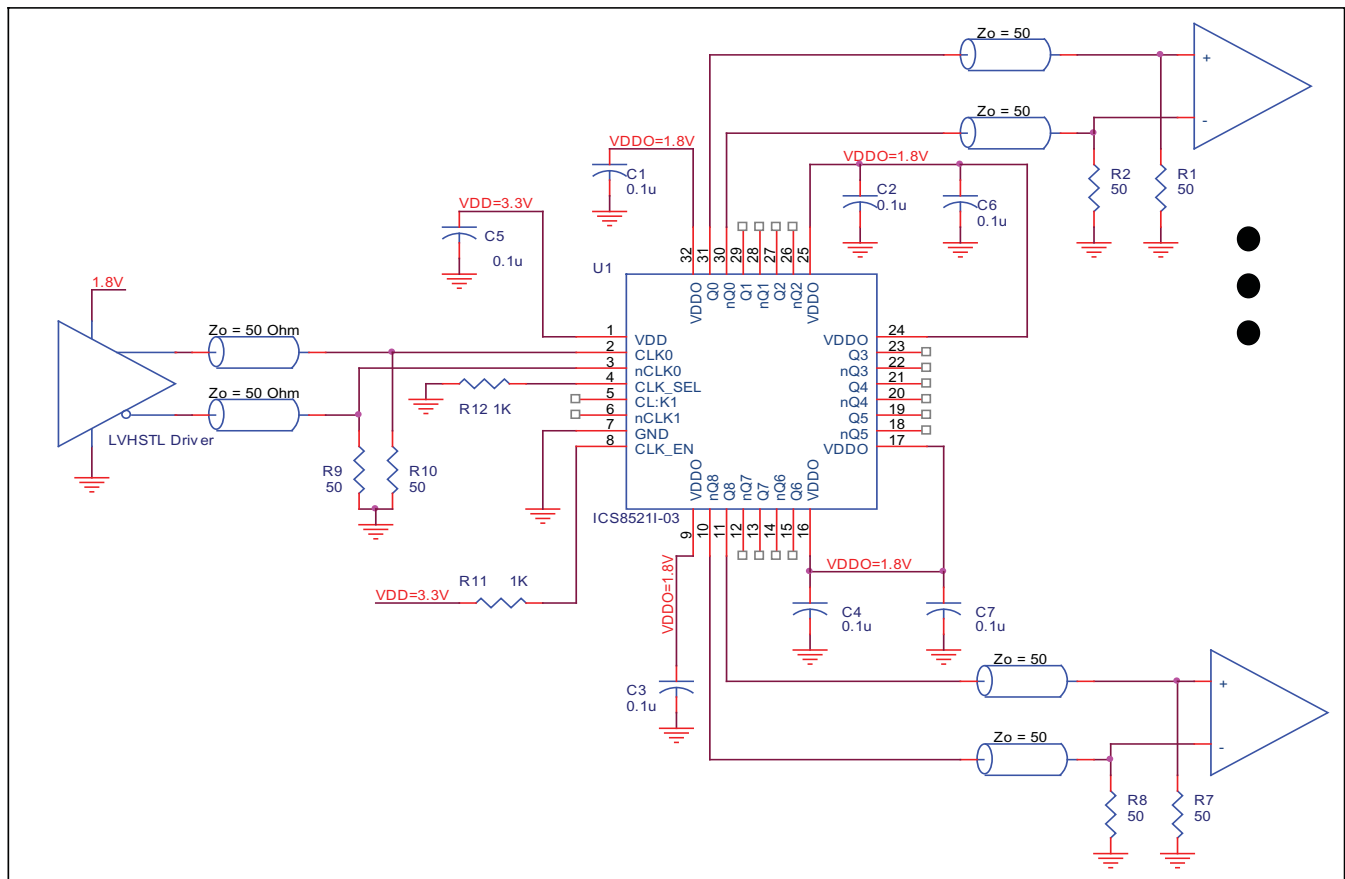 Zo = 50
+
Zo = 50
-
VDDO=1.8V
C1
0.1u
VDDO=1.8V
C2
0.1u
C6
0.1u
R2
50
R1
50
VDD=3.3V
C5
0.1u
U1
32
31
30
29
28
27
26
25
VDDO
Q0
nQ0
Q1
nQ1
Q2
nQ2
VDDO
1.8V
Zo = 50 Ohm
Zo = 50 Ohm
LVHSTL Driver
R9
50
R10
50
R12 1K
1
2
3
4
5
6
7
8
VDD
CLK0
nCLK0
CLK_SEL
CL:K1
nCLK1
GND
CLK_EN
24
23
22
21
20
19
18
17
VDDO
Q3
nQ3
Q4
nQ4
Q5
nQ5
VDDO
VDDO
nQ8
Q8
nQ7
Q7
nQ6
Q6
VDDO
ICS8521I-03
9
10
11
12
13
14
15
16
VDD=3.3V
R11 1K
VDDO=1.8V
VDDO=1.8V
C4
0.1u
C7
0.1u
C3
0.1u
Zo = 50
+
Zo = 50
-
R8
50
R7
50